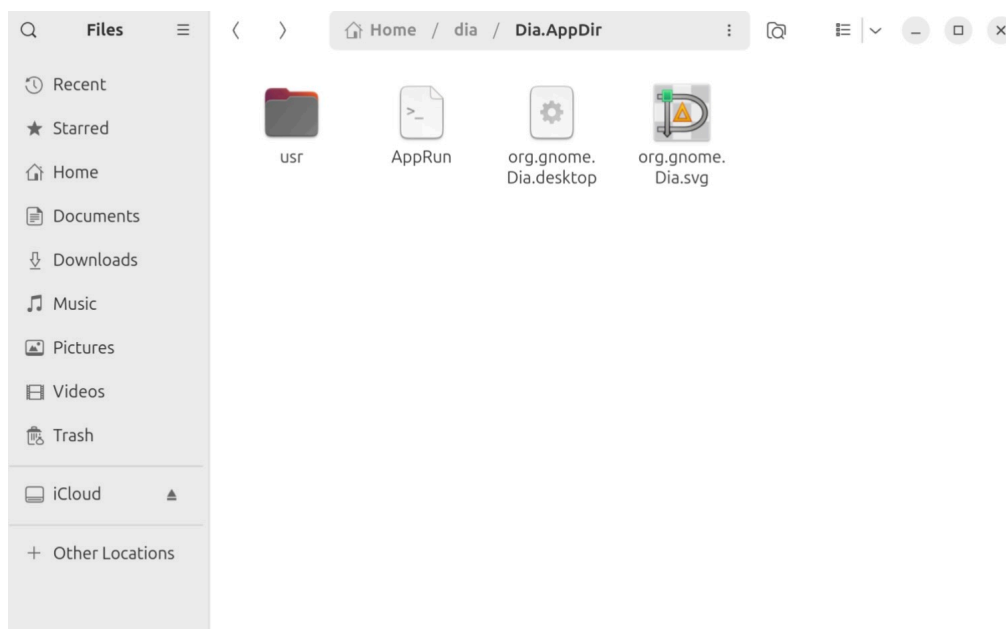 Files
Home / dia / Dia.AppDir
Recent
Starred
Home
Documents
Downloads
Music
Pictures
Videos
Trash
iCloud
Other Locations
usr
AppRun
org.gnome.
Dia.desktop
org.gnome.
Dia.svg